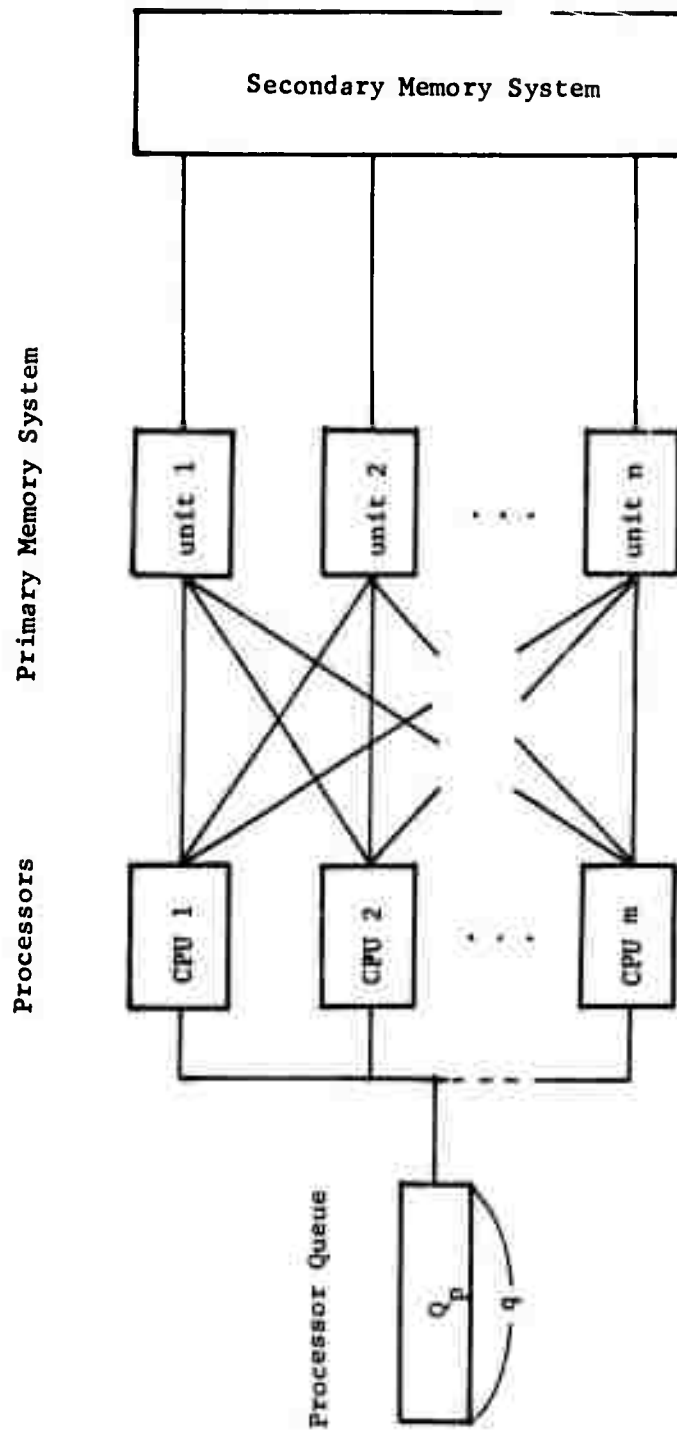 Secondary Memory System
Primary Memory System
unit 1
unit 2
. . .
unit n
Processors
CPU 1
CPU 2
. . .
CPU m
Processor Queue
Qp
q